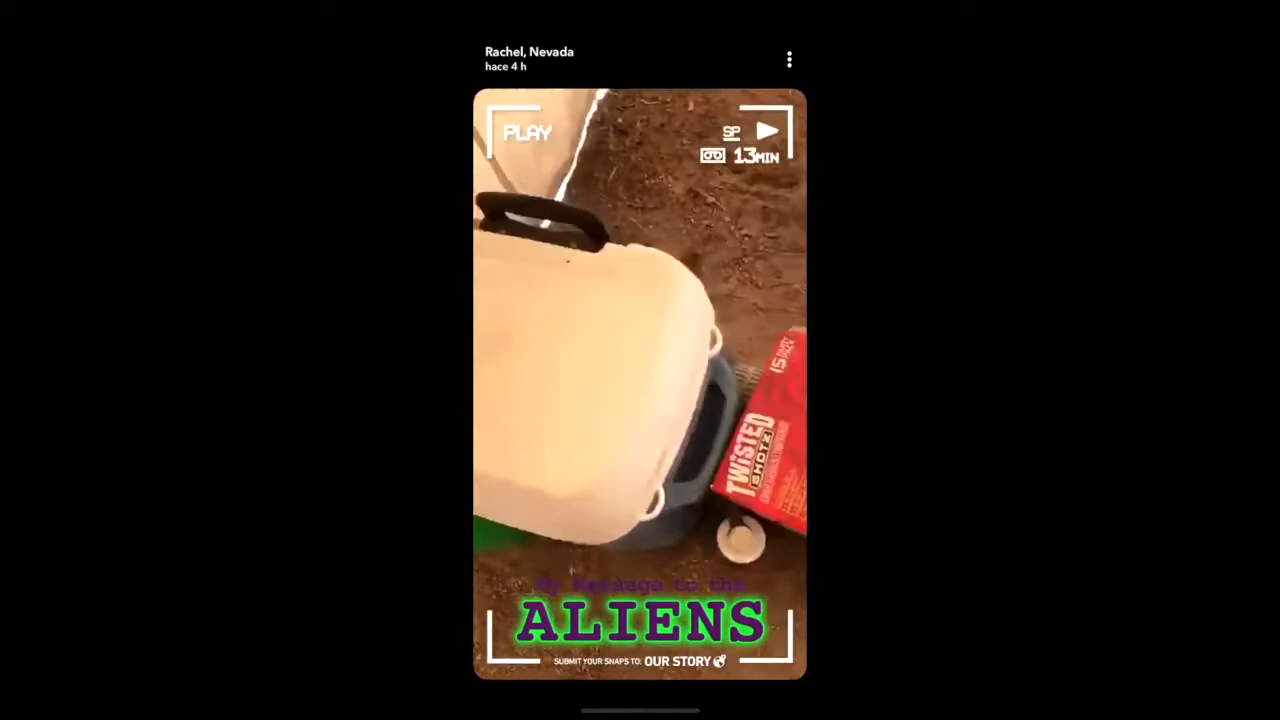 Rachel, Nevada
hace 4 h
PLAY
SP
13MIN
15
PACK
TWISTED
SHOTZ
My Message to the
ALIENS
SUBMIT YOUR SNAPS TO: OUR STORY